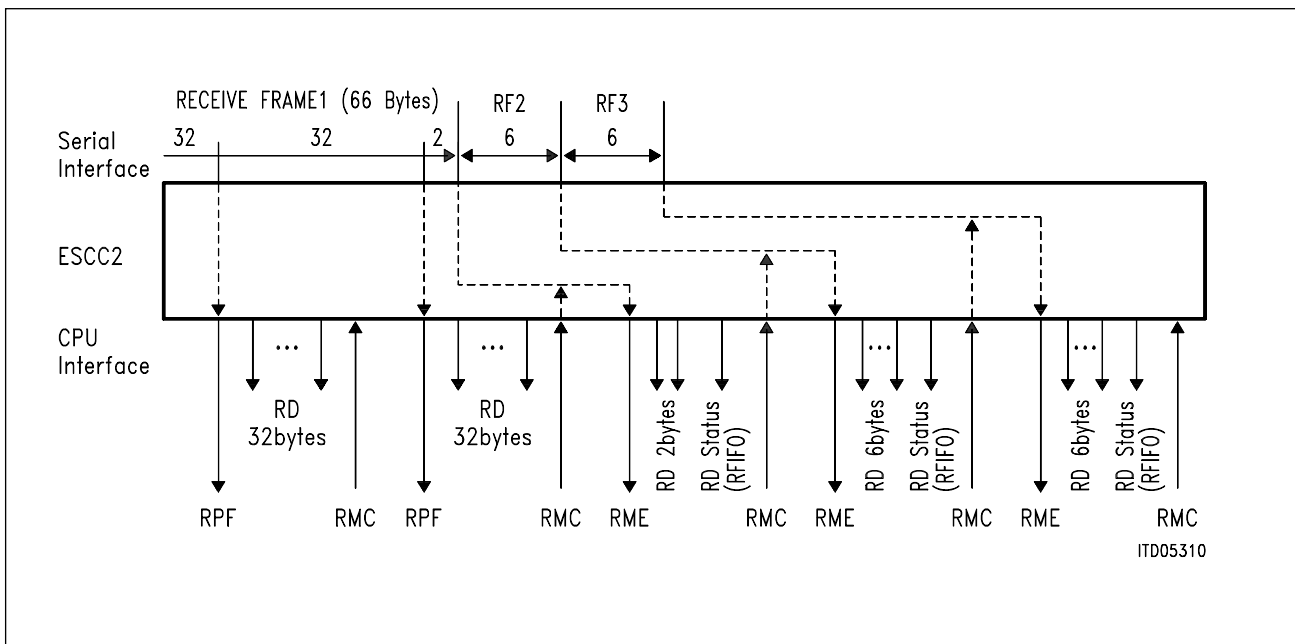 RECEIVE FRAME1 (66 Bytes) RF2 RF3
32 32 2 6 6
Serial
Interface
ESCC2
CPU
Interface
... ... ... ...
RD
32bytes
RD
32bytes
RD 2bytes
RD Status
(RFIFO)
RD 6bytes
RD Status
(RFIFO)
RD 6bytes
RD Status
(RFIFO)
RPF RMC RPF RMC RME RMC RME RMC RME RMC
ITD05310